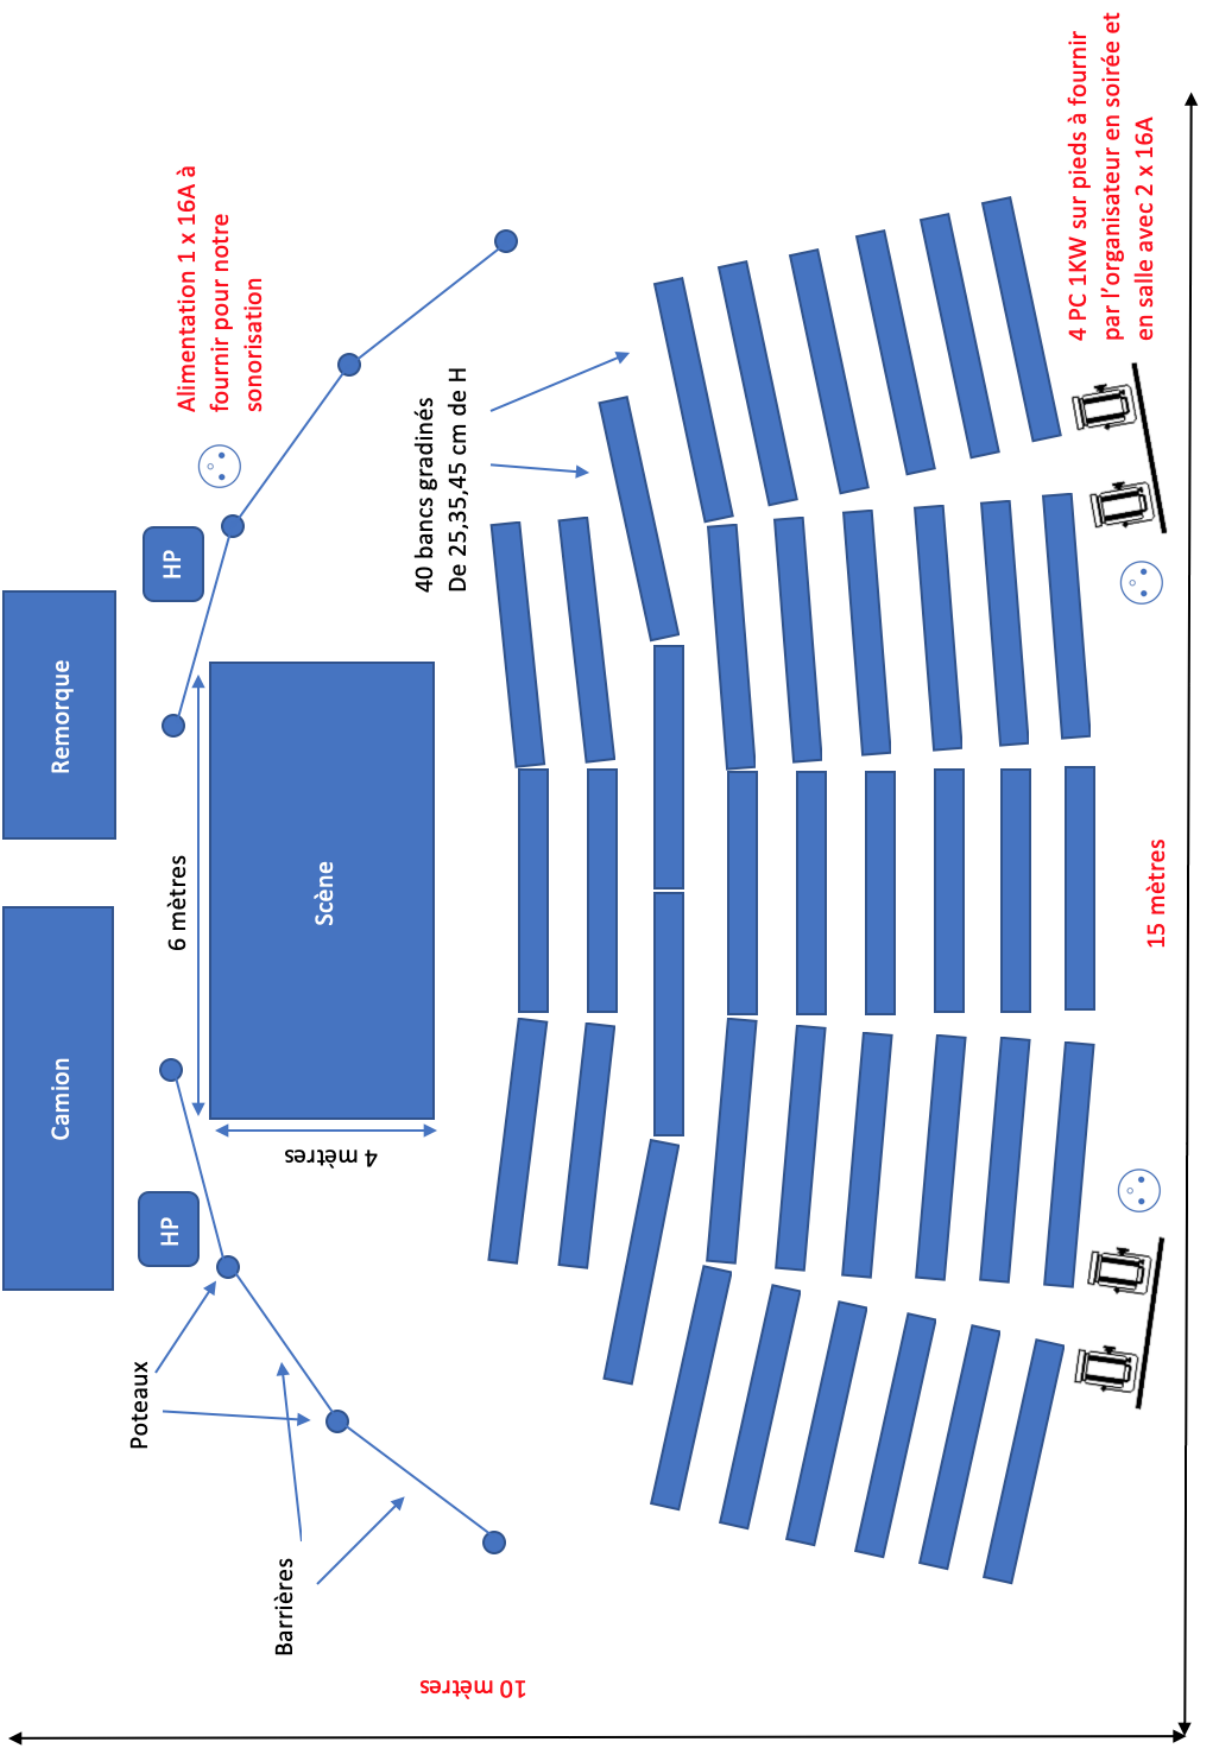 Camion
Remorque
HP
HP
6 mètres
Scène
4 mètres
Poteaux
Barrières
Alimentation 1 x 16A à
fournir pour notre
sonorisation
40 bancs gradinés
De 25,35,45 cm de H
10 mètres
15 mètres
4 PC 1KW sur pieds à fournir
par l’organisateur en soirée et
en salle avec 2 x 16A